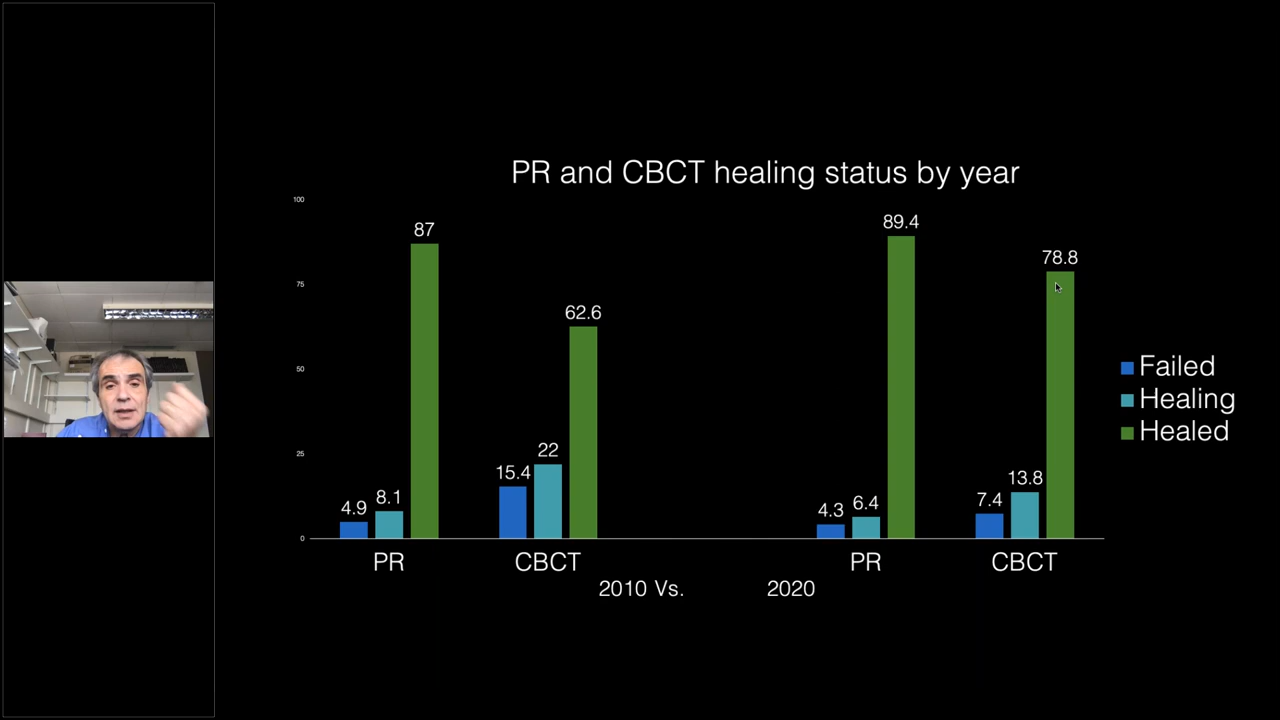 PR and CBCT healing status by year
100
75
50
25
0
4.9
8.1
87
15.4
22
62.6
4.3
6.4
89.4
7.4
13.8
78.8
PR
CBCT
PR
CBCT
2010 Vs.
2020
Failed
Healing
Healed